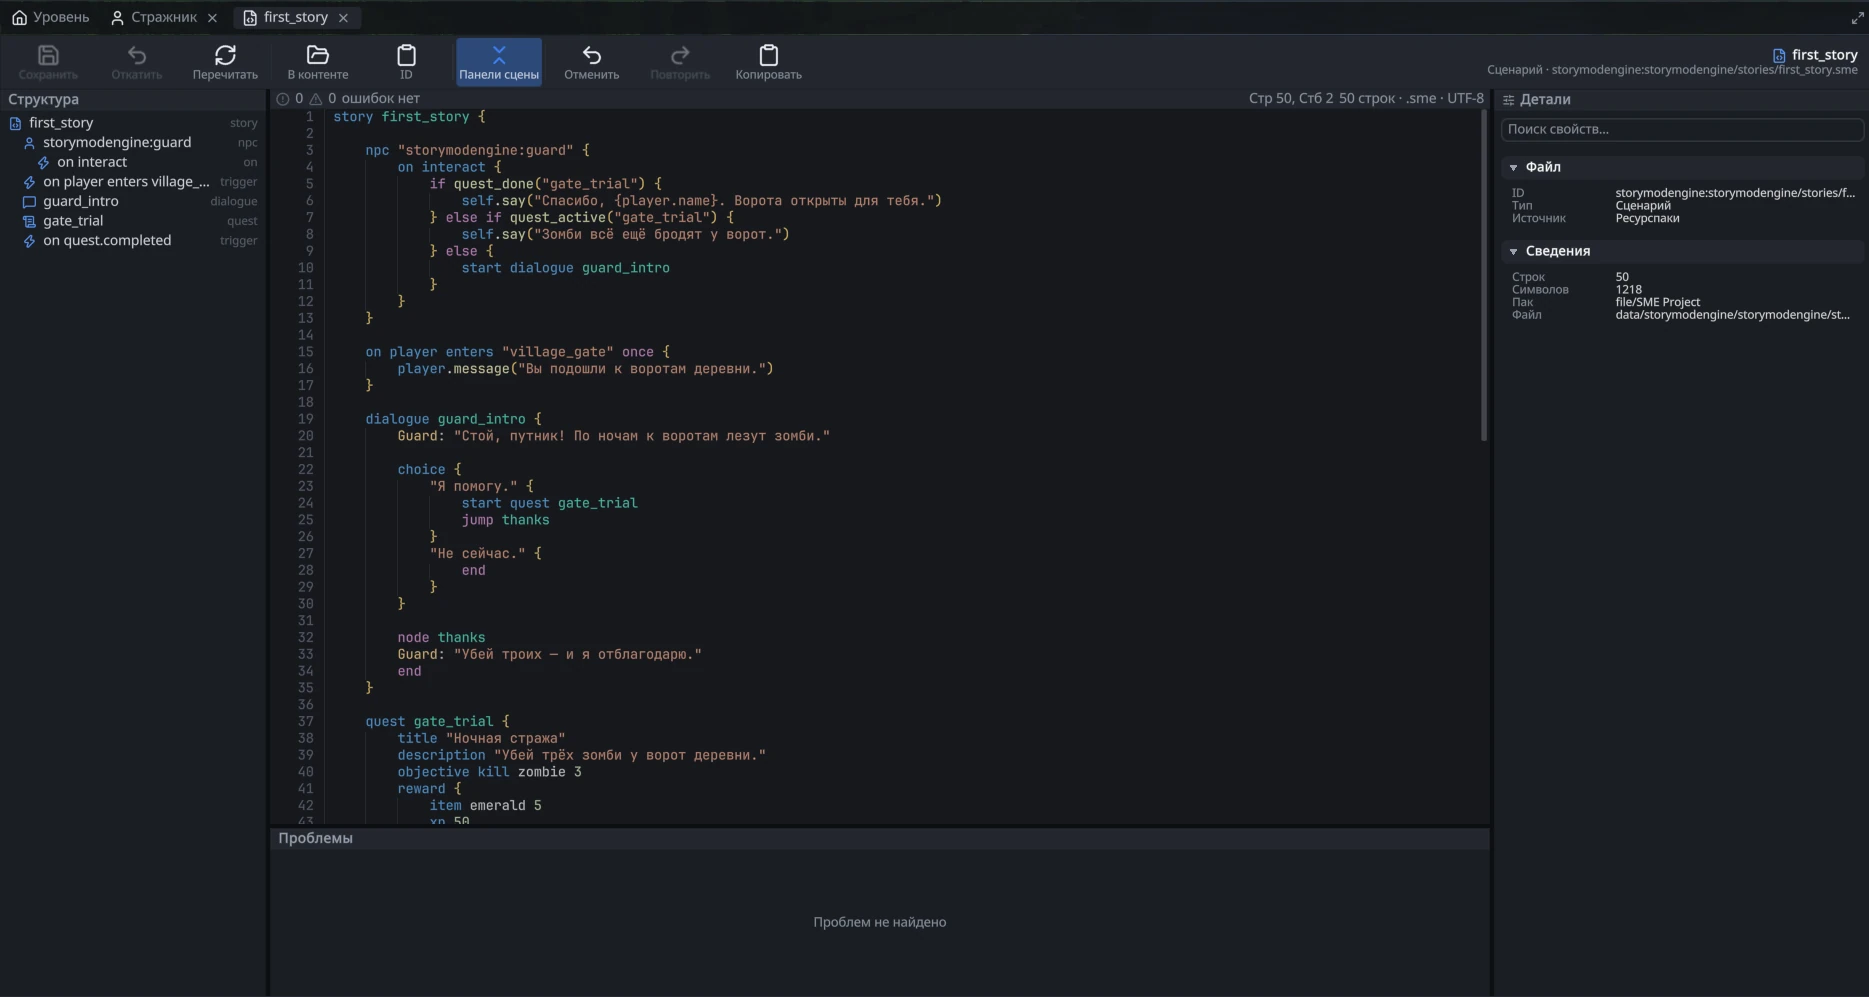 Уровень
Стражник
first_story
Сохранить
Откатить
Перечитать
В контенте
ID
Панели сцены
Отменить
Повторить
Копировать
first_story
Сценарий · storymodengine:storymodengine/stories/first_story.sme
Структура
first_story story
storymodengine:guard npc
on interact on
on player enters village_... trigger
guard_intro dialogue
gate_trial quest
on quest.completed trigger
0 0 ошибок нет
Стр 50, Стб 2 50 строк · .sme · UTF-8
1 story first_story {
2
3 npc "storymodengine:guard" {
4 on interact {
5 if quest_done("gate_trial") {
6 self.say("Спасибо, {player.name}. Ворота открыты для тебя.")
7 } else if quest_active("gate_trial") {
8 self.say("Зомби всё ещё бродят у ворот.")
9 } else {
10 start dialogue guard_intro
11 }
12 }
13 }
14
15 on player enters "village_gate" once {
16 player.message("Вы подошли к воротам деревни.")
17 }
18
19 dialogue guard_intro {
20 Guard: "Стой, путник! По ночам к воротам лезут зомби."
21
22 choice {
23 "Я помогу." {
24 start quest gate_trial
25 jump thanks
26 }
27 "Не сейчас." {
28 end
29 }
30 }
31
32 node thanks
33 Guard: "Убей троих — и я отблагодарю."
34 end
35 }
36
37 quest gate_trial {
38 title "Ночная стража"
39 description "Убей трёх зомби у ворот деревни."
40 objective kill zombie 3
41 reward {
42 item emerald 5
43 xp 50
Проблемы
Проблем не найдено
Детали
Поиск свойств...
Файл
ID storymodengine:storymodengine/stories/f...
Тип Сценарий
Источник Ресурспаки
Сведения
Строк 50
Символов 1218
Пак file/SME Project
Файл data/storymodengine/storymodengine/st...